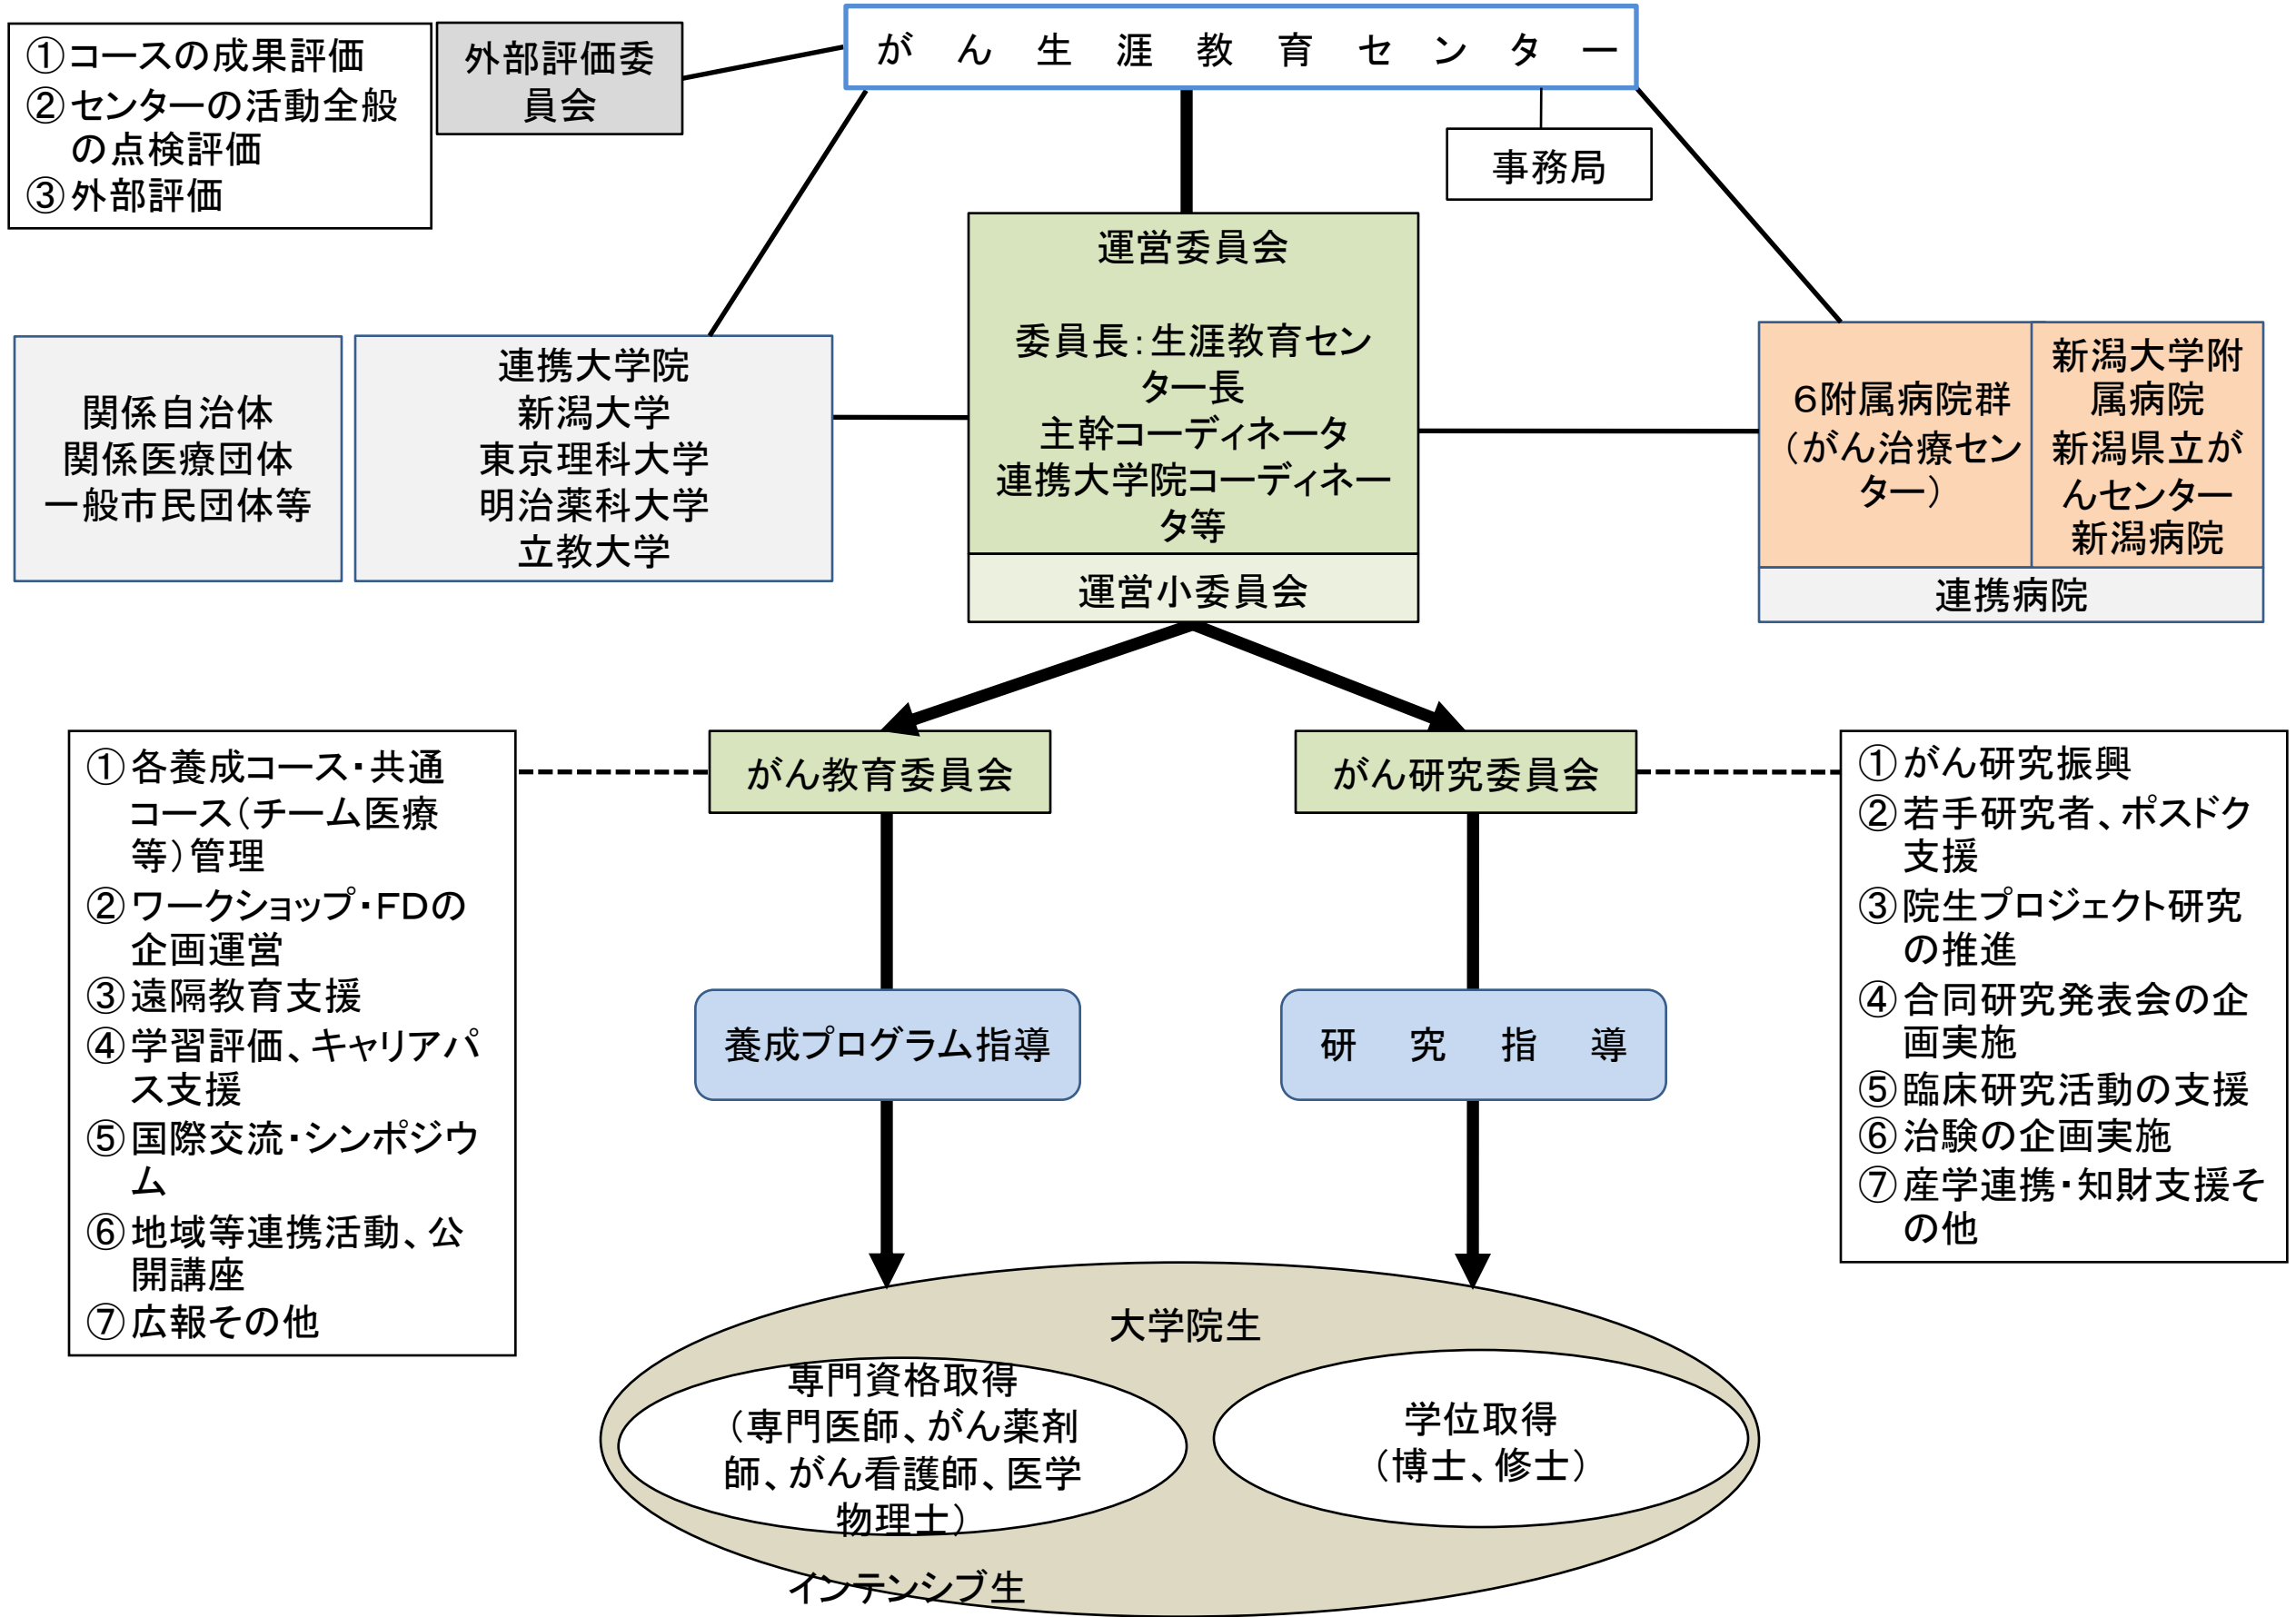 ①コースの成果評価
②センターの活動全般
の点検評価
③外部評価
外部評価委
員会
がん生涯教育センター
事務局
運営委員会
委員長：生涯教育セン
ター長
主幹コーディネータ
連携大学院コーディネー
タ等
運営小委員会
関係自治体
関係医療団体
一般市民団体等
連携大学院
新潟大学
東京理科大学
明治薬科大学
立教大学
６附属病院群
（がん治療セン
ター）
新潟大学附
属病院
新潟県立が
んセンター
新潟病院
連携病院
①各養成コース・共通
コース（チーム医療
等）管理
②ワークショップ・FDの
企画運営
③遠隔教育支援
④学習評価、キャリアパ
ス支援
⑤国際交流・シンポジウ
ム
⑥地域等連携活動、公
開講座
⑦広報その他
がん教育委員会
がん研究委員会
①がん研究振興
②若手研究者、ポスドク
支援
③院生プロジェクト研究
の推進
④合同研究発表会の企
画実施
⑤臨床研究活動の支援
⑥治験の企画実施
⑦産学連携・知財支援そ
の他
養成プログラム指導
研究指導
大学院生
専門資格取得
（専門医師、がん薬剤
師、がん看護師、医学
物理士）
学位取得
（博士、修士）
インテンシブ生